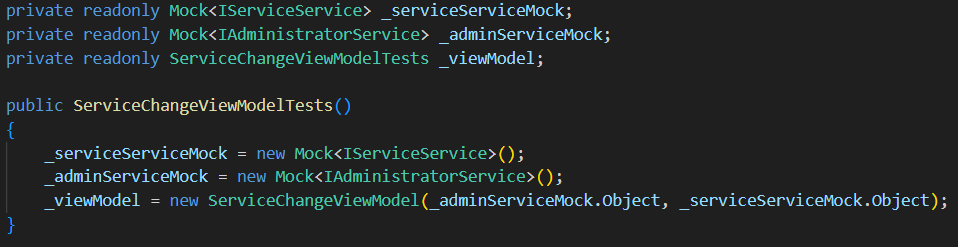 private readonly Mock<IServiceService> _serviceServiceMock;
private readonly Mock<IAdministratorService> _adminServiceMock;
private readonly ServiceChangeViewModelTests _viewModel;

public ServiceChangeViewModelTests()
{
    _serviceServiceMock = new Mock<IServiceService>();
    _adminServiceMock = new Mock<IAdministratorService>();
    _viewModel = new ServiceChangeViewModel(_adminServiceMock.Object, _serviceServiceMock.Object);
}